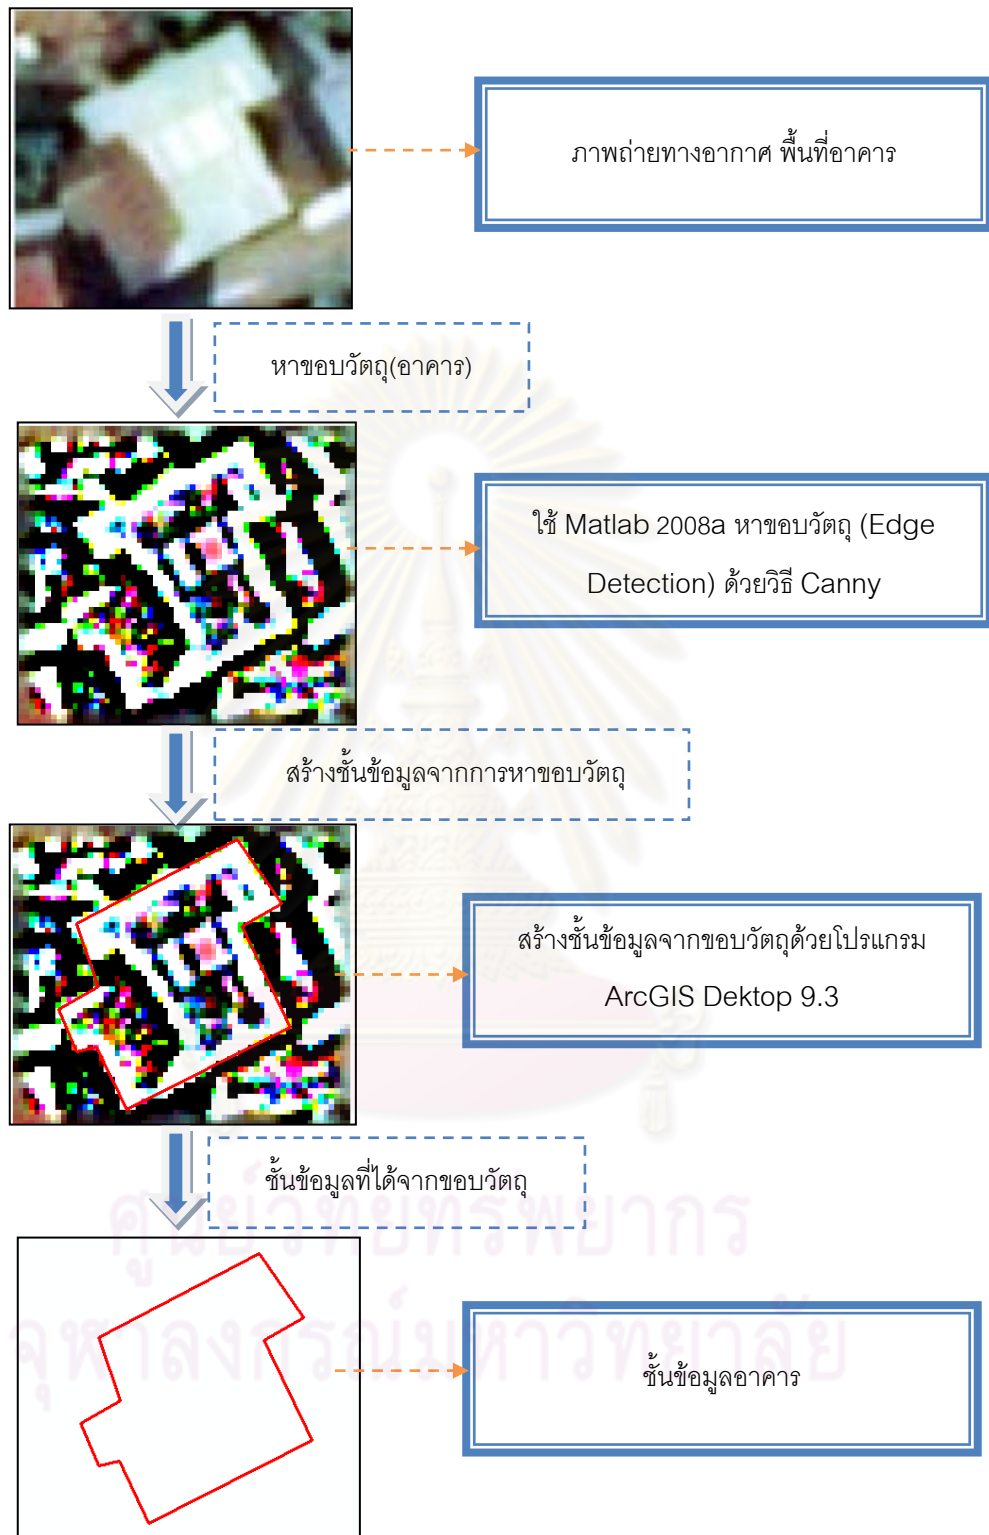 ภาพถ่ายทางอากาศ พื้นที่อาคาร
หาขอบวัตถุ(อาคาร)
ใช้ Matlab 2008a หาขอบวัตถุ (Edge
Detection) ด้วยวิธี Canny
สร้างชั้นข้อมูลจากการหาขอบวัตถุ
สร้างชั้นข้อมูลจากขอบวัตถุด้วยโปรแกรม
ArcGIS Dektop 9.3
ชั้นข้อมูลที่ได้จากขอบวัตถุ
ศูนย์วิทยทรัพยากร
จุฬาลงกรณ์มหาวิทยาลัย
ชั้นข้อมูลอาคาร